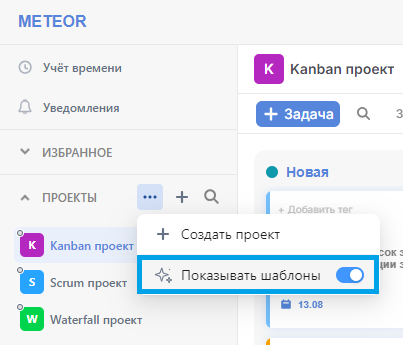 METEOR
Учёт времени
Уведомления
ИЗБРАННОЕ
ПРОЕКТЫ
K
Kanban проект
S
Scrum проект
W
Waterfall проект
Создать проект
Показывать шаблоны
K
Kanban проект
Задача
З
Новая
+ Добавить тег
13.08